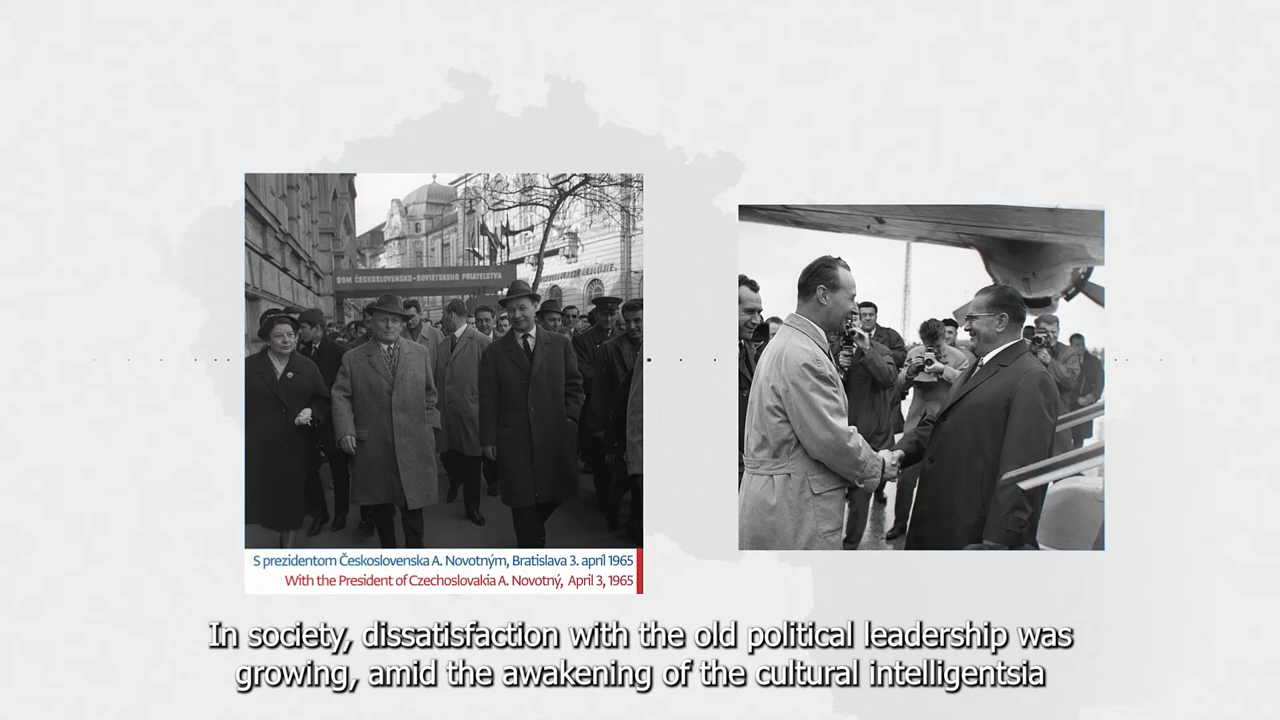 DOM ČESKOSLOVENSKO-SOVIETSKEHO PRIATEĽSTVA
S prezidentom Československa A. Novotným, Bratislava 3. apríl 1965
With the President of Czechoslovakia A. Novotný, April 3, 1965
In society, dissatisfaction with the old political leadership was
growing, amid the awakening of the cultural intelligentsia